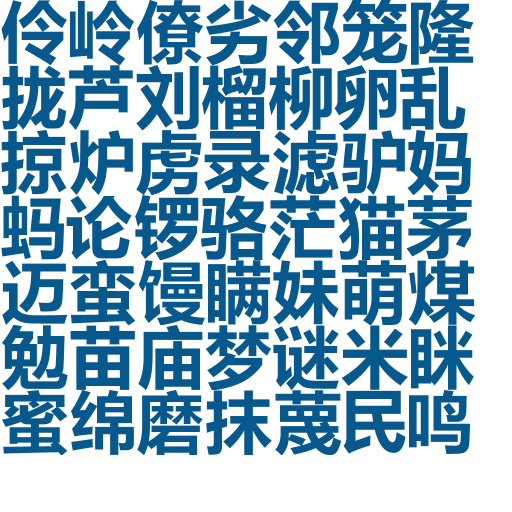 伶岭僚劣邻笼隆
拢芦刘榴柳卵乱
掠炉虏录滤驴妈
蚂论锣骆茫猫茅
迈蛮馒瞒妹萌煤
勉苗庙梦谜米眯
蜜绵磨抹蔑民鸣